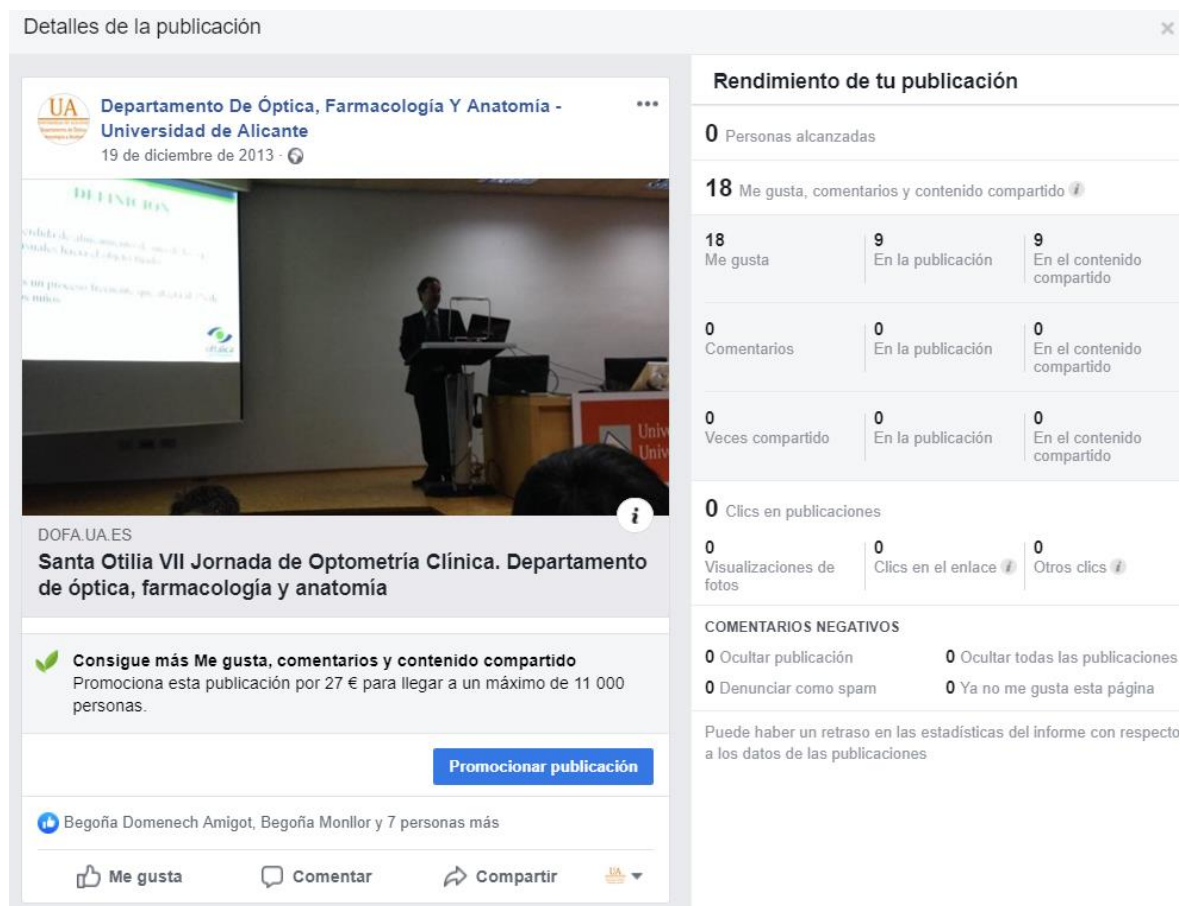 Detalles de la publicación
Departamento De Óptica, Farmacología Y Anatomía -
Universidad de Alicante
19 de diciembre de 2013
UA
DEFINICIÓN
niños
Univ
Univ
DOFA.UA.ES
Santa Otilia VII Jornada de Optometría Clínica. Departamento
de óptica, farmacología y anatomía
Consigue más Me gusta, comentarios y contenido compartido
Promociona esta publicación por 27 € para llegar a un máximo de 11 000
personas.
Promocionar publicación
Begoña Domenech Amigot, Begoña Monllor y 7 personas más
Me gusta Comentar Compartir UA
Rendimiento de tu publicación
0 Personas alcanzadas
18 Me gusta, comentarios y contenido compartido
18 9 9
Me gusta En la publicación En el contenido
compartido
0 0 0
Comentarios En la publicación En el contenido
compartido
0 0 0
Veces compartido En la publicación En el contenido
compartido
0 Clics en publicaciones
0 0 0
Visualizaciones de Clics en el enlace Otros clics
fotos
COMENTARIOS NEGATIVOS
0 Ocultar publicación 0 Ocultar todas las publicaciones
0 Denunciar como spam 0 Ya no me gusta esta página
Puede haber un retraso en las estadísticas del informe con respecto
a los datos de las publicaciones